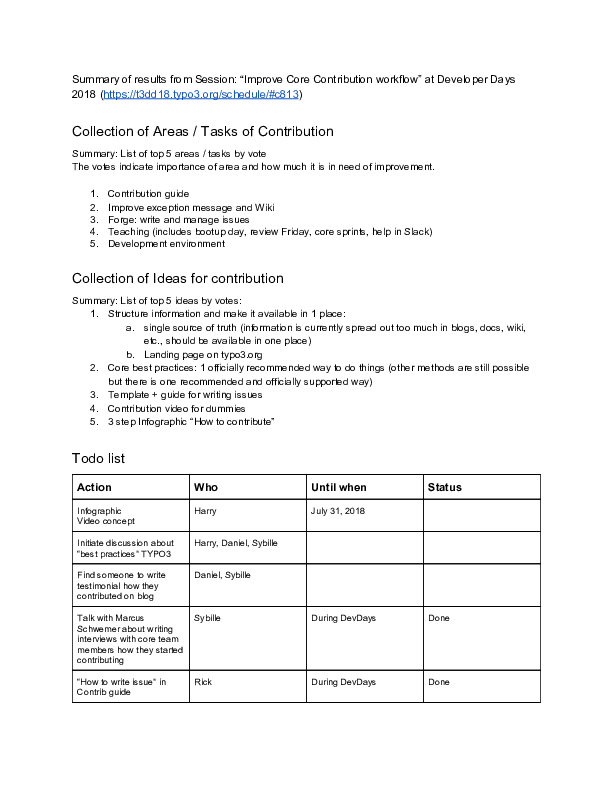 Summary of results from Session: “Improve Core Contribution workflow” at Developer Days
2018 (https://t3dd18.typo3.org/schedule/#c813)
Collection of Areas / Tasks of Contribution
Summary: List of top 5 areas / tasks by vote
The votes indicate importance of area and how much it is in need of improvement.
1. Contribution guide
2. Improve exception message and Wiki
3. Forge: write and manage issues
4. Teaching (includes bootup day, review Friday, core sprints, help in Slack)
5. Development environment
Collection of Ideas for contribution
Summary: List of top 5 ideas by votes:
1. Structure information and make it available in 1 place:
a. single source of truth (information is currently spread out too much in blogs, docs, wiki,
etc., should be available in one place)
b. Landing page on typo3.org
2. Core best practices: 1 officially recommended way to do things (other methods are still possible
but there is one recommended and officially supported way)
3. Template + guide for writing issues
4. Contribution video for dummies
5. 3 step Infographic “How to contribute”
Todo list
Action Who Until when Status
Infographic Harry July 31, 2018
Video concept
Initiate discussion about Harry, Daniel, Sybille
“best practices” TYPO3
Find someone to write Daniel, Sybille
testimonial how they
contributed on blog
Talk with Marcus Sybille During DevDays Done
Schwemer about writing
interviews with core team
members how they started
contributing
“How to write issue” in Rick During DevDays Done
Contrib guide